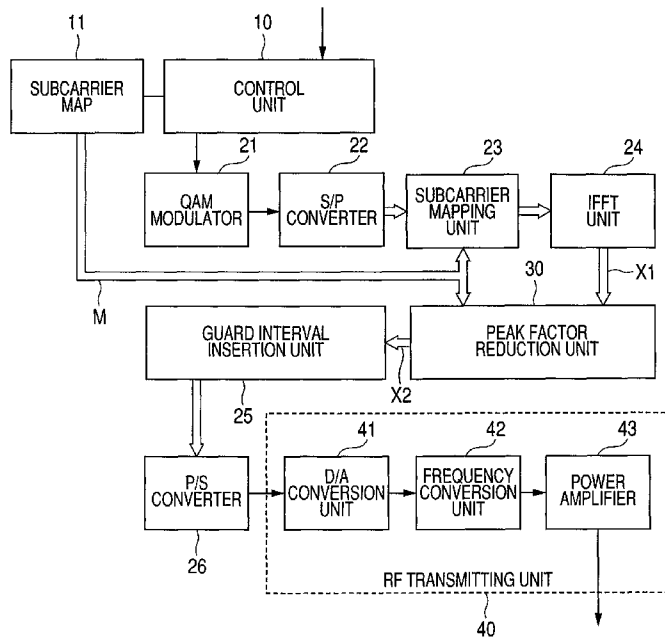 11
10
SUBCARRIER
MAP
CONTROL
UNIT
21
22
23
24
QAM
MODULATOR
S/P
CONVERTER
SUBCARRIER
MAPPING
UNIT
IFFT
UNIT
M
30
X1
GUARD INTERVAL
INSERTION UNIT
X2
PEAK FACTOR
REDUCTION UNIT
25
41
42
43
P/S
CONVERTER
D/A
CONVERSION
UNIT
FREQUENCY
CONVERSION
UNIT
POWER
AMPLIFIER
26
RF TRANSMITTING UNIT
40